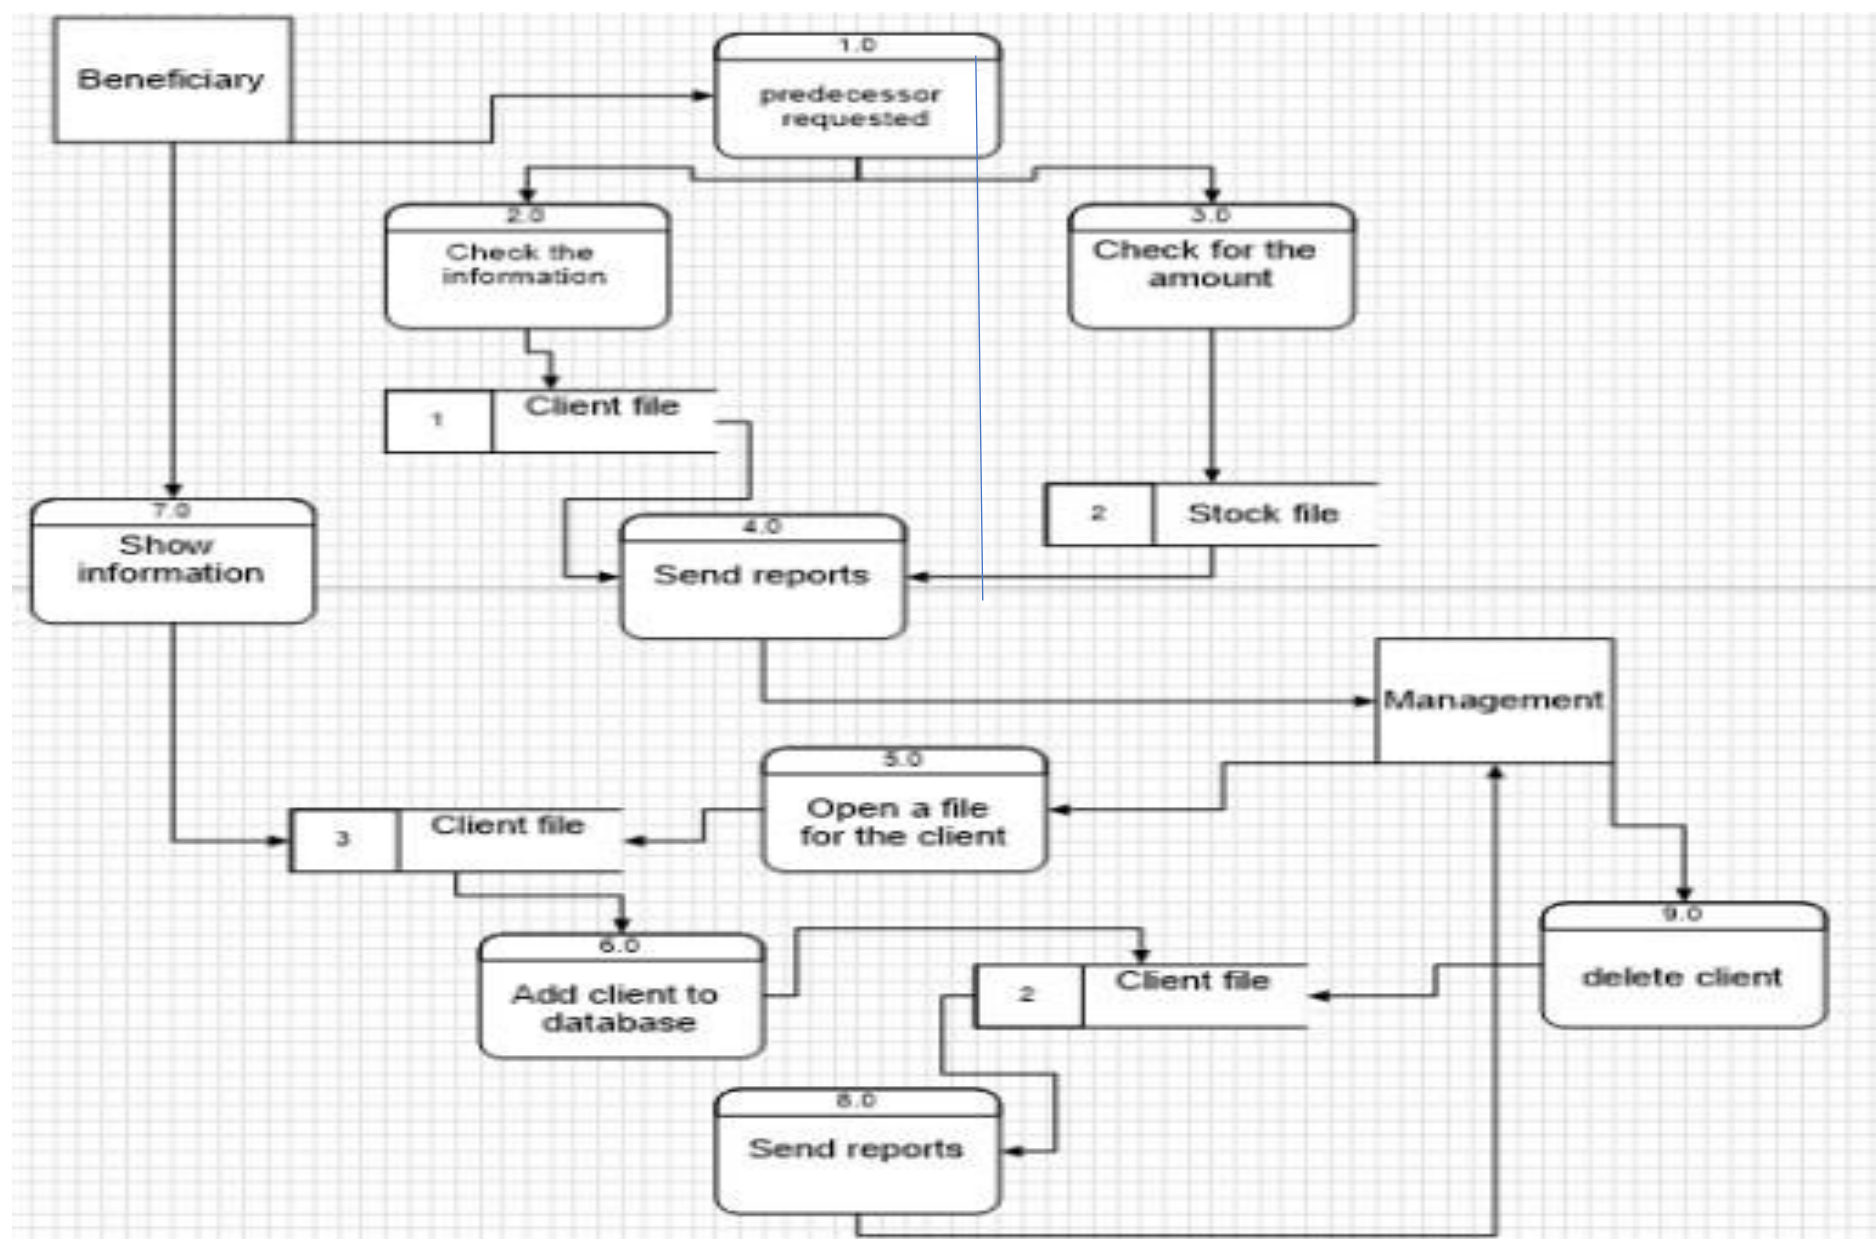 Beneficiary
1.0
predecessor
requested
2.0
Check the
information
3.0
Check for the
amount
1
Client file
2
Stock file
7.0
Show
information
4.0
Send reports
Management
5.0
Open a file
for the client
3
Client file
6.0
Add client to
database
2
Client file
9.0
delete client
8.0
Send reports